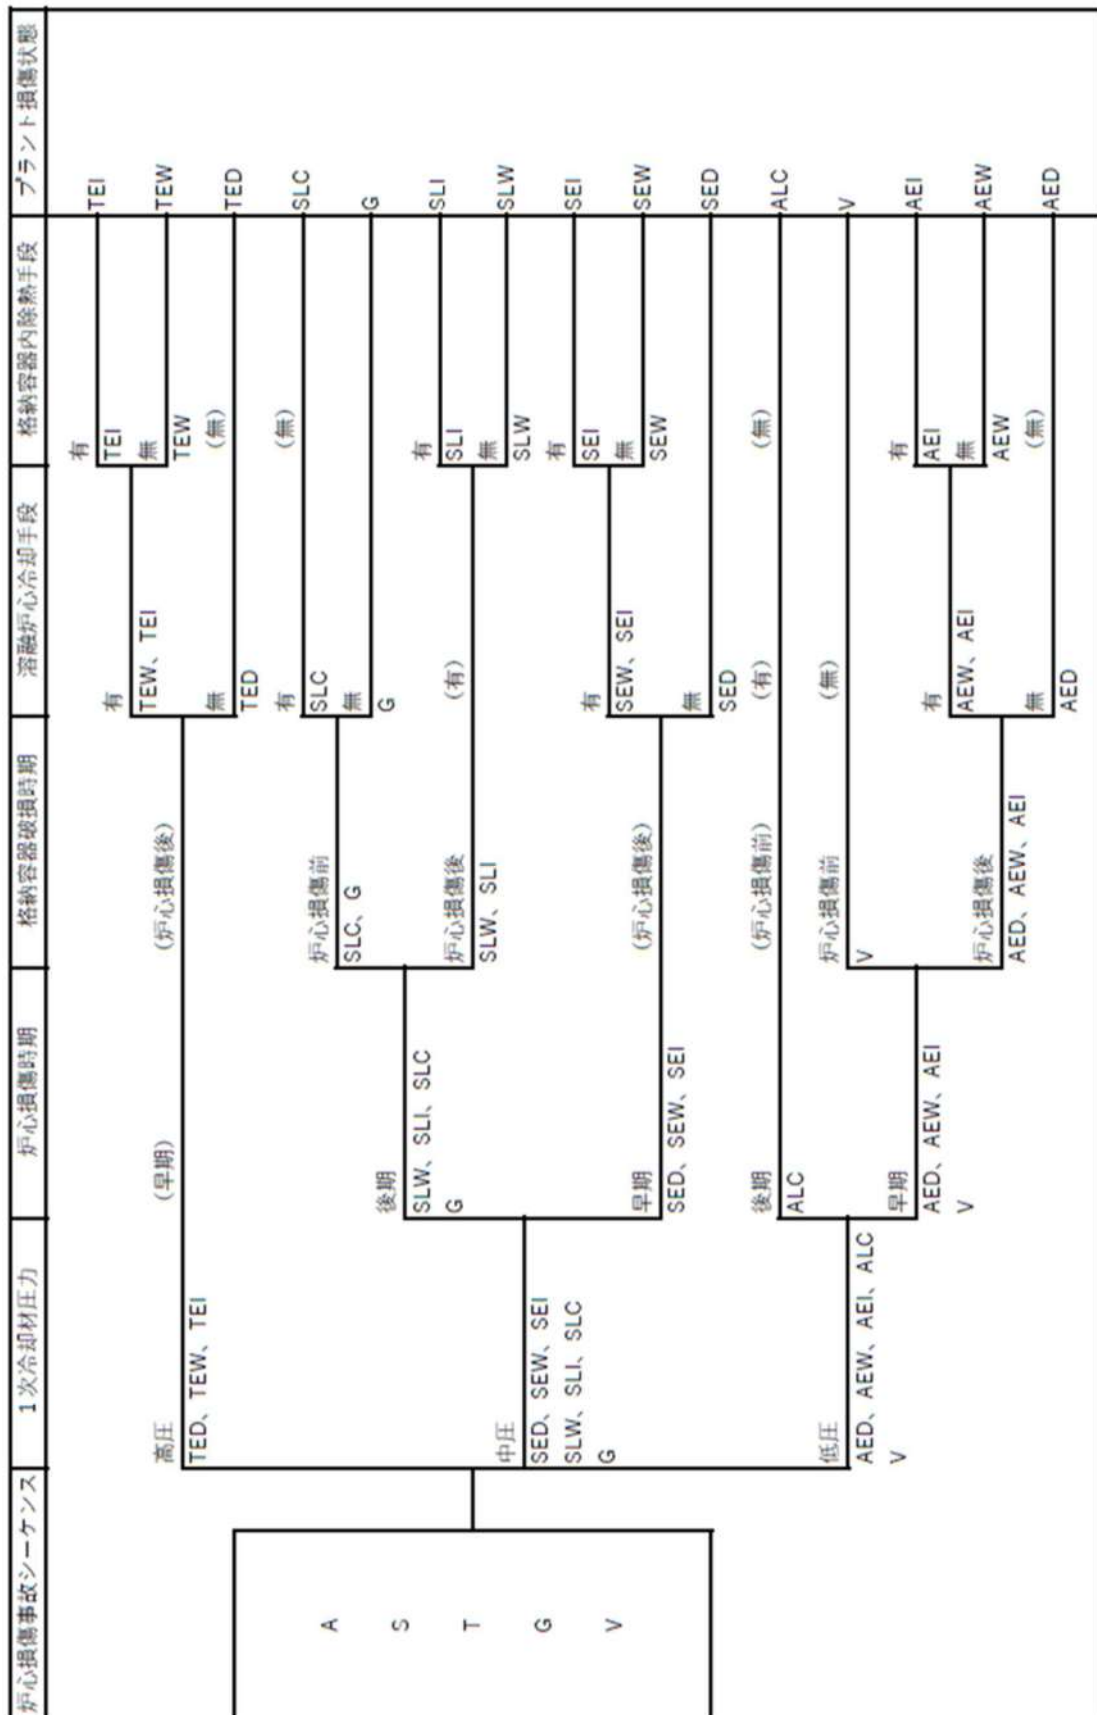 炉心損傷事故シーケンス
1次冷却材圧力
炉心損傷時期
格納容器破損時期
溶融炉心冷却手段
格納容器内除熱手段
プラント損傷状態
A
S
T
G
V
高圧
TED、TEW、TEI
中圧
SED、SEW、SEI
SLW、SLI、SLC
G
低圧
AED、AEW、AEI、ALC
V
(早期)
後期
SLW、SLI、SLC
G
早期
SED、SEW、SEI
後期
ALC
早期
AED、AEW、AEI
V
(炉心損傷後)
炉心損傷前
SLC、G
炉心損傷後
SLW、SLI
(炉心損傷後)
(炉心損傷前)
炉心損傷前
V
炉心損傷後
AED、AEW、AEI
有
TEW、TEI
無
TED
有
SLC
無
G
(有)
有
SEW、SEI
無
SED
(有)
(無)
有
AEW、AEI
無
AED
有
TEI
無
TEW
(無)
(無)
有
SLI
無
SLW
有
SEI
無
SEW
(無)
有
AEI
無
AEW
(無)
TEI
TEW
TED
SLC
G
SLI
SLW
SEI
SEW
SED
ALC
V
AEI
AEW
AED